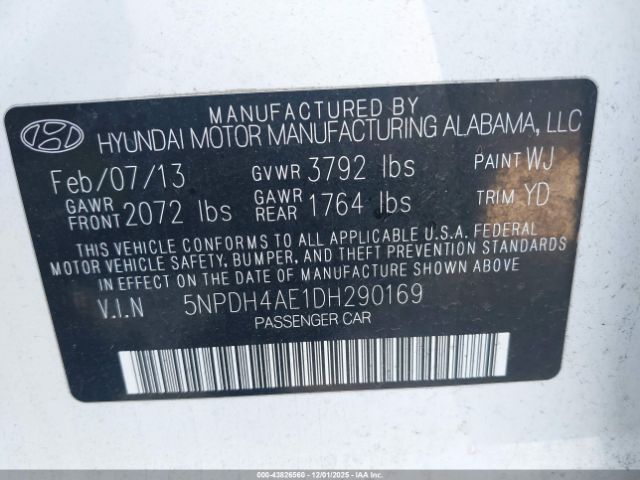 MANUFACTURED BY
HYUNDAI MOTOR MANUFACTURING ALABAMA, LLC
Feb/07/13 GVWR 3792 lbs PAINT WJ
GAWR FRONT 2072 lbs GAWR REAR 1764 lbs TRIM YD
THIS VEHICLE CONFORMS TO ALL APPLICABLE U.S.A. FEDERAL
MOTOR VEHICLE SAFETY, BUMPER, AND THEFT PREVENTION STANDARDS
IN EFFECT ON THE DATE OF MANUFACTURE SHOWN ABOVE.
V.I.N 5NPDH4AE1DH290169
PASSENGER CAR
000-43826560 - 12/01/2025 - COPYRIGHT IAA, LLC.